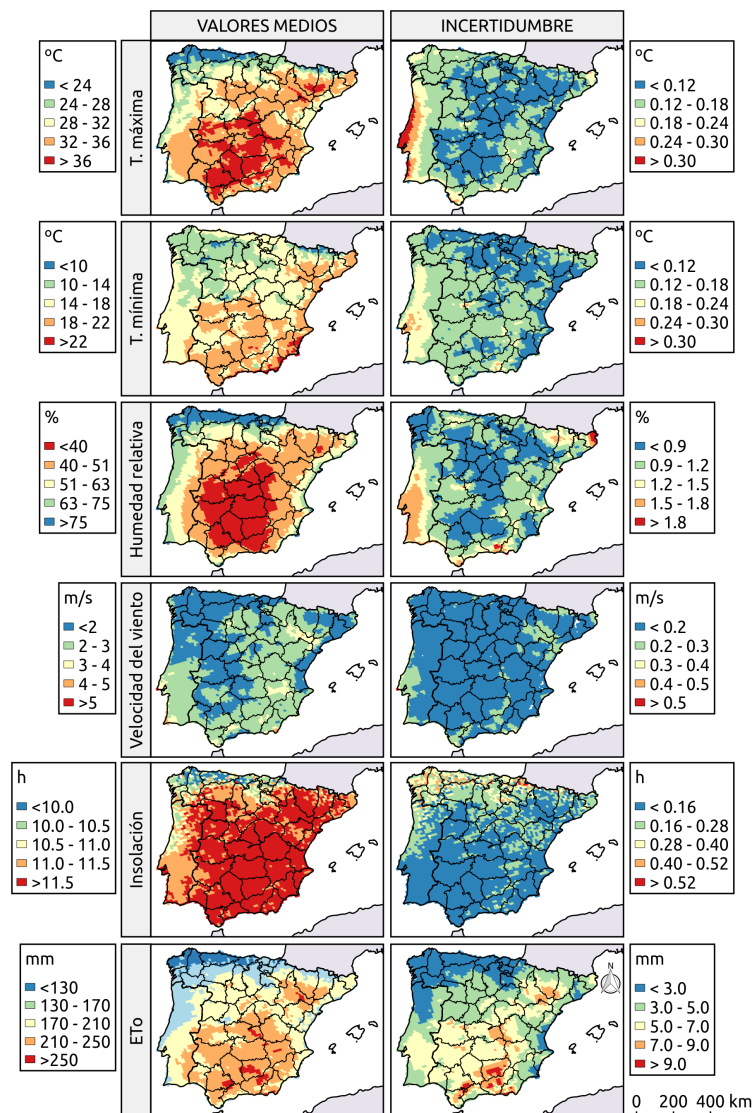 VALORES MEDIOS
INCERTIDUMBRE
ºC
< 24
24 - 28
28 - 32
32 - 36
> 36
T. máxima
ºC
< 0.12
0.12 - 0.18
0.18 - 0.24
0.24 - 0.30
> 0.30
ºC
<10
10 - 14
14 - 18
18 - 22
>22
T. mínima
ºC
< 0.12
0.12 - 0.18
0.18 - 0.24
0.24 - 0.30
> 0.30
%
<40
40 - 51
51 - 63
63 - 75
>75
Humedad relativa
%
< 0.9
0.9 - 1.2
1.2 - 1.5
1.5 - 1.8
> 1.8
m/s
<2
2 - 3
3 - 4
4 - 5
>5
Velocidad del viento
m/s
< 0.2
0.2 - 0.3
0.3 - 0.4
0.4 - 0.5
> 0.5
h
<10.0
10.0 - 10.5
10.5 - 11.0
11.0 - 11.5
>11.5
Insolación
h
< 0.16
0.16 - 0.28
0.28 - 0.40
0.40 - 0.52
> 0.52
mm
<130
130 - 170
170 - 210
210 - 250
>250
ETo
N
mm
< 3.0
3.0 - 5.0
5.0 - 7.0
7.0 - 9.0
> 9.0
0 200 400 km